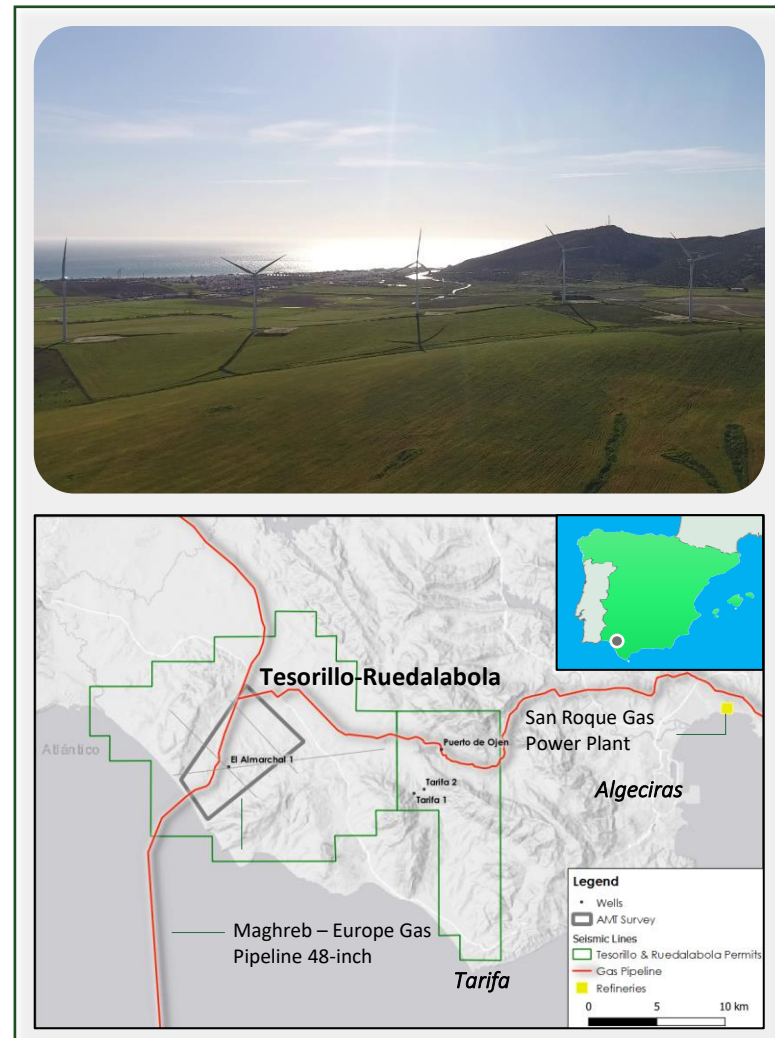 Tesorillo-Ruedalabola
San Roque Gas
Power Plant
Atlántico
Puerto de Ojen
El Almarchal 1
Tarifa 2
Tarifa 1
Algeciras
Maghreb – Europe Gas
Pipeline 48-inch
Tarifa
Legend
Wells
AMT Survey
Seismic Lines
Tesorillo & Ruedalabola Permits
Gas Pipeline
Refineries
0 5 10 km